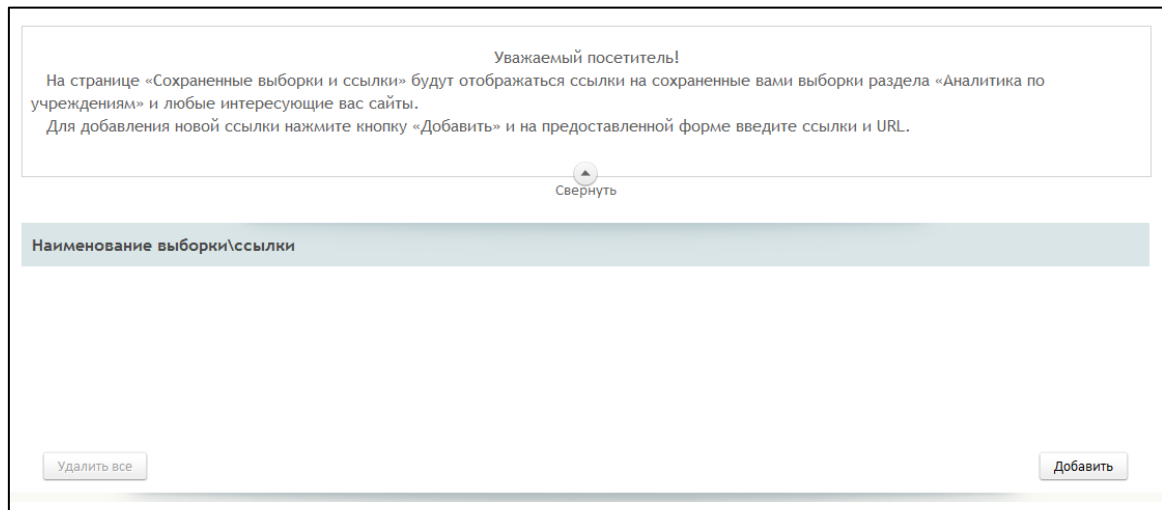 Уважаемый посетитель!
На странице «Сохраненные выборки и ссылки» будут отображаться ссылки на сохраненные вами выборки раздела «Аналитика по
учреждениям» и любые интересующие вас сайты.
Для добавления новой ссылки нажмите кнопку «Добавить» и на предоставленной форме введите ссылки и URL.
Свернуть
Наименование выборки\ссылки
Удалить все
Добавить